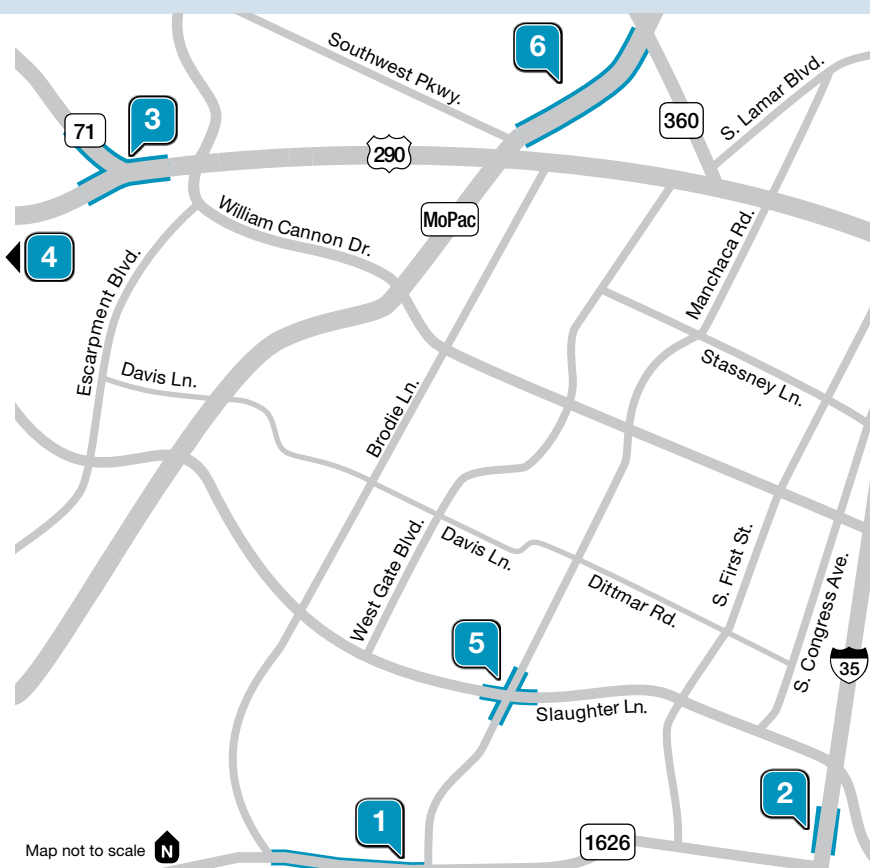 Southwest Pkwy.
6
S. Lamar Blvd.
3
71
360
290
William Cannon Dr.
MoPac
4
Escarpment Blvd.
Manchaca Rd.
Davis Ln.
Stassney Ln.
Brodie Ln.
West Gate Blvd.
Davis Ln.
S. First St.
Dittmar Rd.
S. Congress Ave.
5
35
Slaughter Ln.
2
1
1626
Map not to scale N